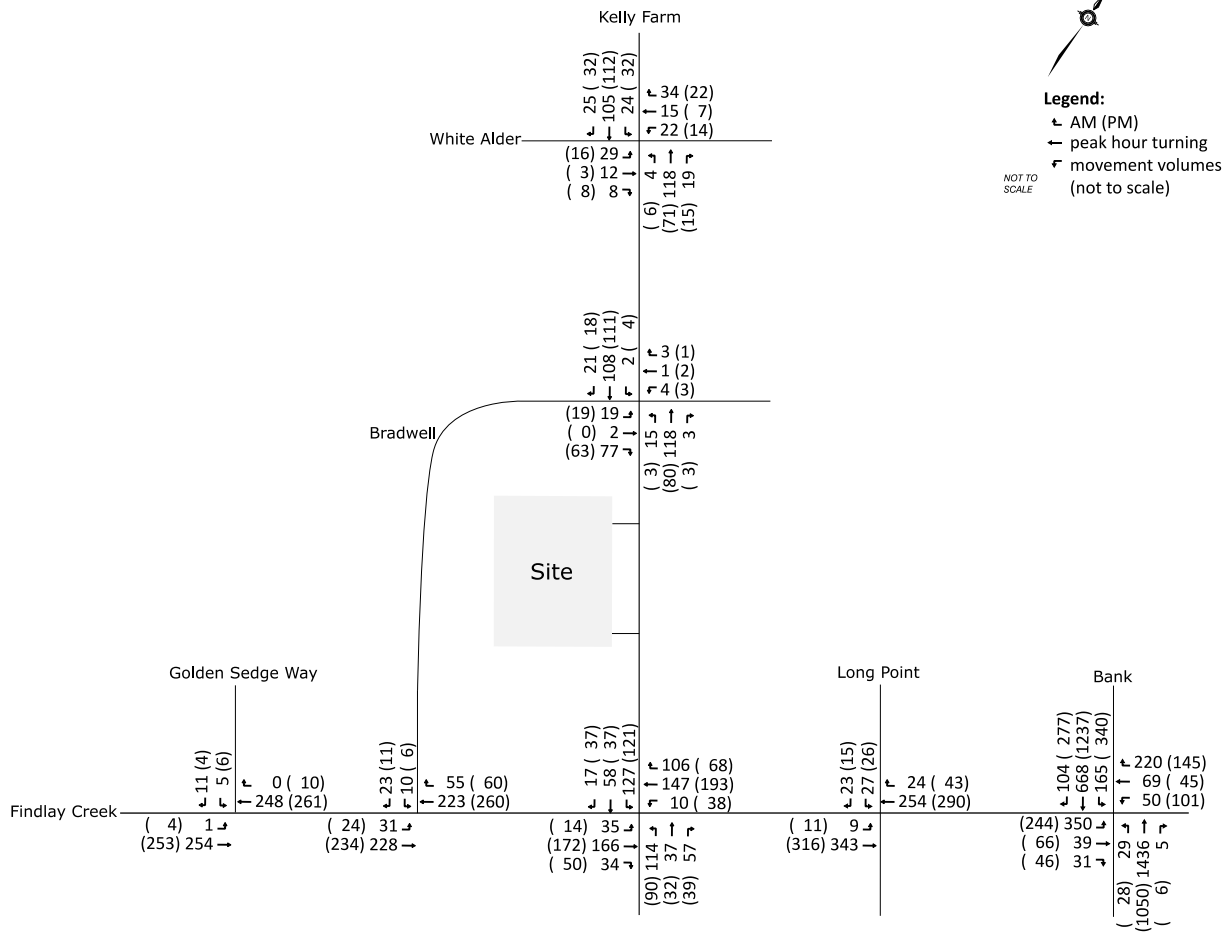 Kelly Farm
25 ( 32)
105 (112)
24 ( 32)
34 (22)
15 ( 7)
22 (14)
White Alder
(16) 29
( 3) 12
( 8) 8
( 6) 4
(71) 118
(15) 19
Legend:
AM (PM)
peak hour turning
movement volumes
(not to scale)
NOT TO
SCALE
21 ( 18)
108 (111)
2 ( 4)
3 (1)
1 (2)
4 (3)
Bradwell
(19) 19
( 0) 2
(63) 77
( 3) 15
(80) 118
( 3) 3
Site
Golden Sedge Way
11 (4)
5 (6)
0 ( 10)
248 (261)
Findlay Creek
( 4) 1
(253) 254
23 (11)
10 ( 6)
55 ( 60)
223 (260)
( 24) 31
(234) 228
17 ( 37)
58 ( 37)
127 (121)
106 ( 68)
147 (193)
10 ( 38)
( 14) 35
(172) 166
( 50) 34
(90) 114
(32) 37
(39) 57
Long Point
23 (15)
27 (26)
24 ( 43)
254 (290)
( 11) 9
(316) 343
Bank
104 ( 277)
668 (1237)
165 ( 340)
220 (145)
69 ( 45)
50 (101)
(244) 350
( 66) 39
( 46) 31
( 28) 29
(1050) 1436
( 6) 5